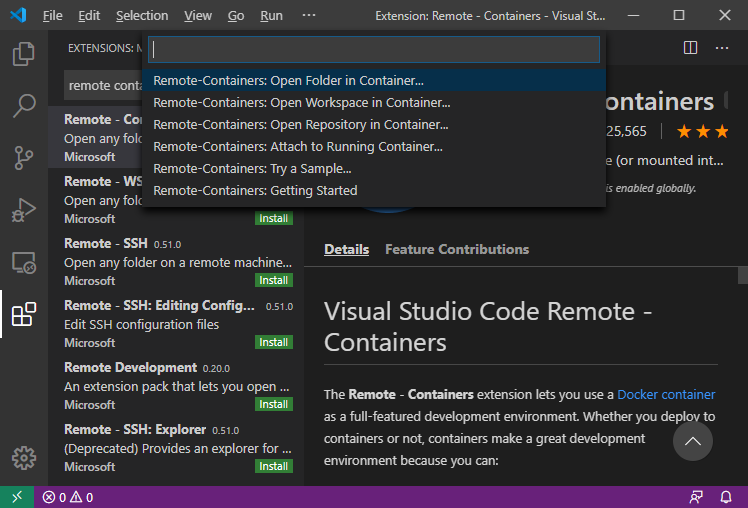 File Edit Selection View Go Run ··· Extension: Remote - Containers - Visual St...
EXTENSIONS: M
remote conta
Remote-Containers: Open Folder in Container...
Remote-Containers: Open Workspace in Container...
Remote-Containers: Open Repository in Container...
Remote-Containers: Attach to Running Container...
Remote-Containers: Try a Sample...
Remote-Containers: Getting Started
Remote - Co
Open any fol
Microsoft
Remote - WS
Open any fol
Microsoft Install
Remote - SSH 0.51.0
Open any folder on a remote machine...
Microsoft Install
Remote - SSH: Editing Config... 0.51.0
Edit SSH configuration files
Microsoft Install
Remote Development 0.20.0
An extension pack that lets you open ...
Microsoft Install
Remote - SSH: Explorer 0.51.0
(Deprecated) Provides an explorer for ...
Microsoft Install
ontainers
25,565
e (or mounted int...
is enabled globally.
Details Feature Contributions
Visual Studio Code Remote -
Containers
The Remote - Containers extension lets you use a Docker container
as a full-featured development environment. Whether you deploy to
containers or not, containers make a great development
environment because you can:
0 0